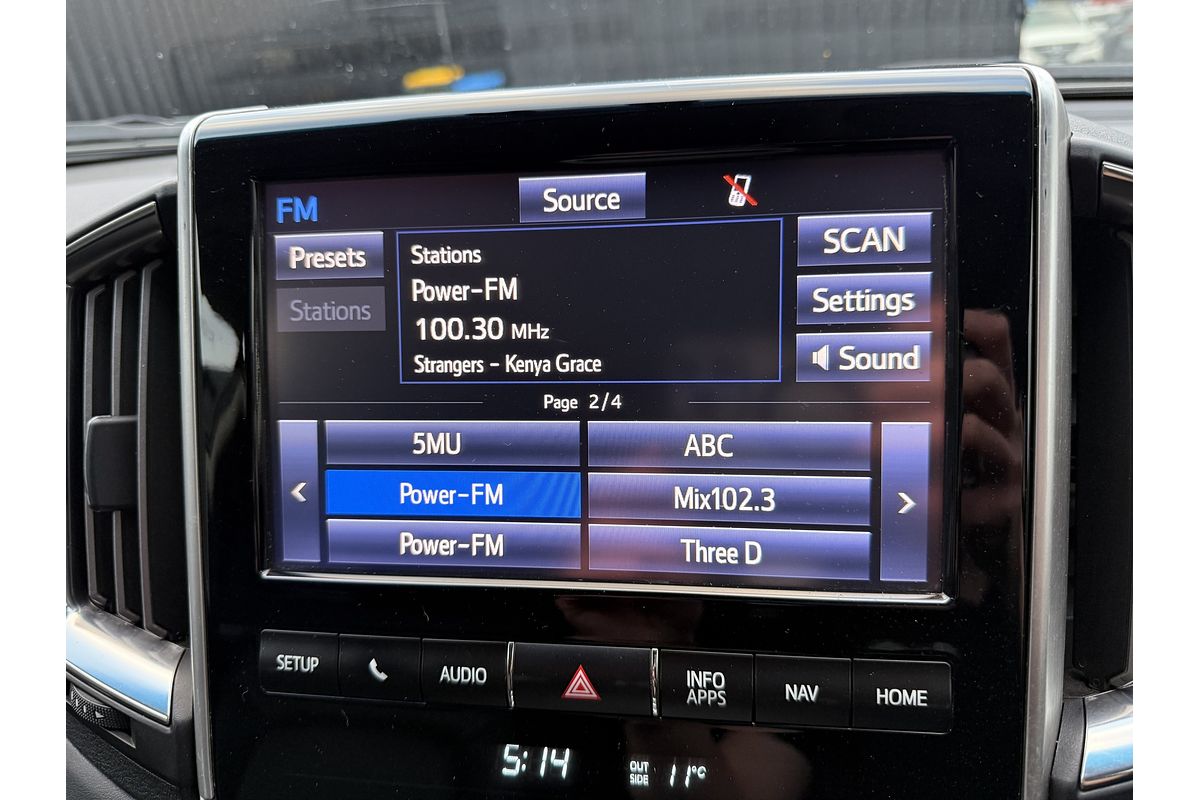 FM
Source
Presets
Stations
Stations
Power-FM
100.30 MHz
Strangers - Kenya Grace
SCAN
Settings
Sound
Page 2/4
<
5MU
ABC
Power-FM
Mix102.3
Power-FM
Three D
>
SETUP
AUDIO
INFO
APPS
NAV
HOME
5:14
OUT
SIDE
11°C